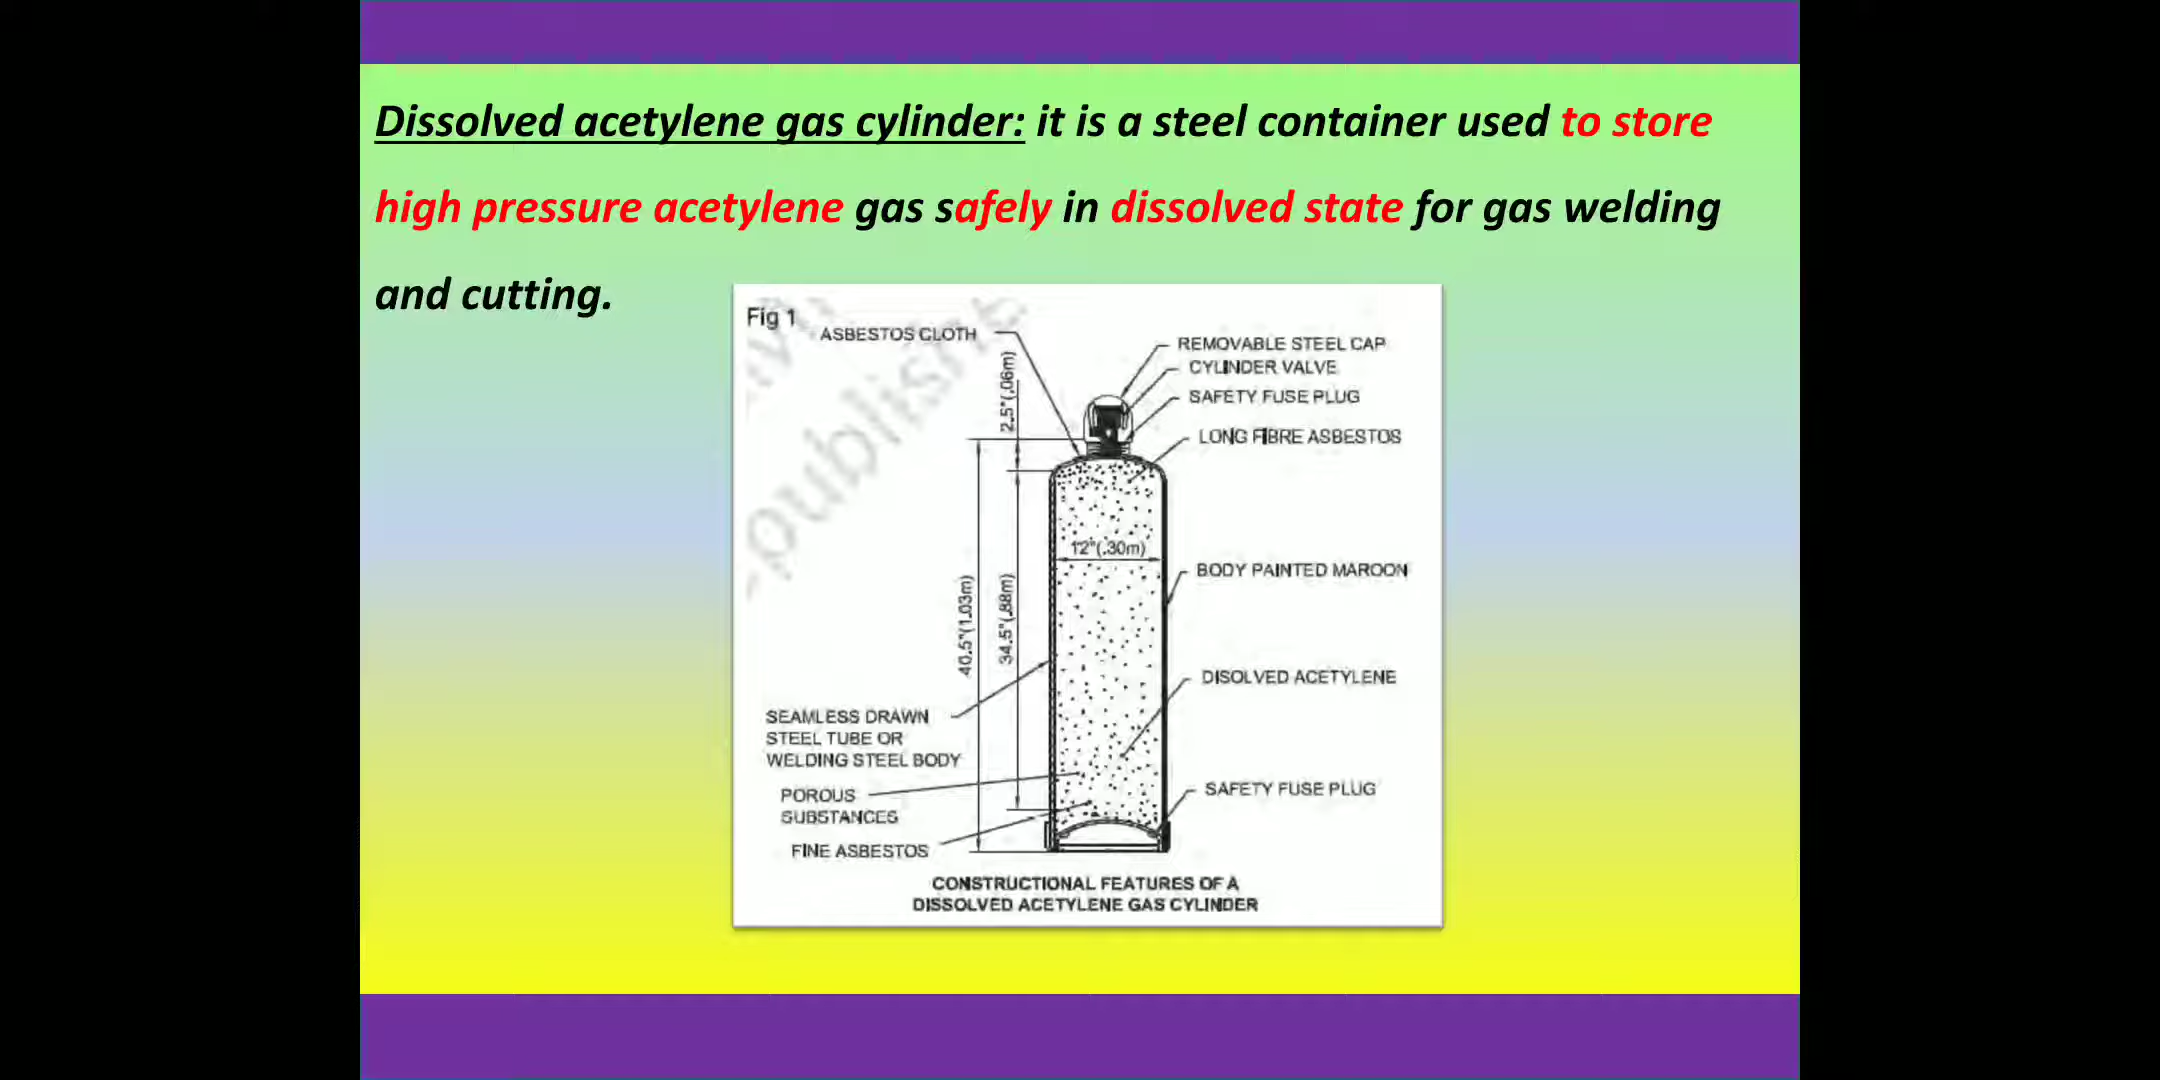 Dissolved acetylene gas cylinder: it is a steel container used to store
high pressure acetylene gas safely in dissolved state for gas welding
and cutting.
Fig 1
ASBESTOS CLOTH
REMOVABLE STEEL CAP
CYLINDER VALVE
SAFETY FUSE PLUG
LONG FIBRE ASBESTOS
2.5"(.06m)
12"(.30m)
BODY PAINTED MAROON
40.5"(1.03m)
34.5"(.88m)
DISOLVED ACETYLENE
SEAMLESS DRAWN
STEEL TUBE OR
WELDING STEEL BODY
POROUS
SUBSTANCES
SAFETY FUSE PLUG
FINE ASBESTOS
CONSTRUCTIONAL FEATURES OF A
DISSOLVED ACETYLENE GAS CYLINDER